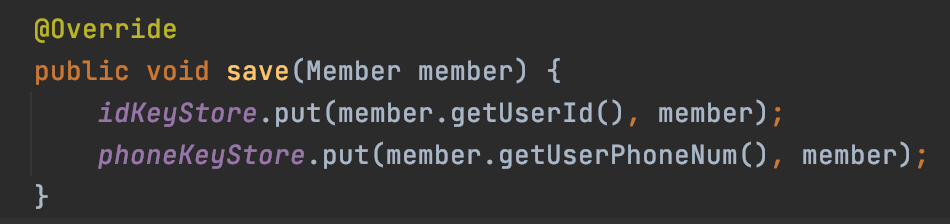 @Override
public void save(Member member) {
    idKeyStore.put(member.getUserId(), member);
    phoneKeyStore.put(member.getUserPhoneNum(), member);
}